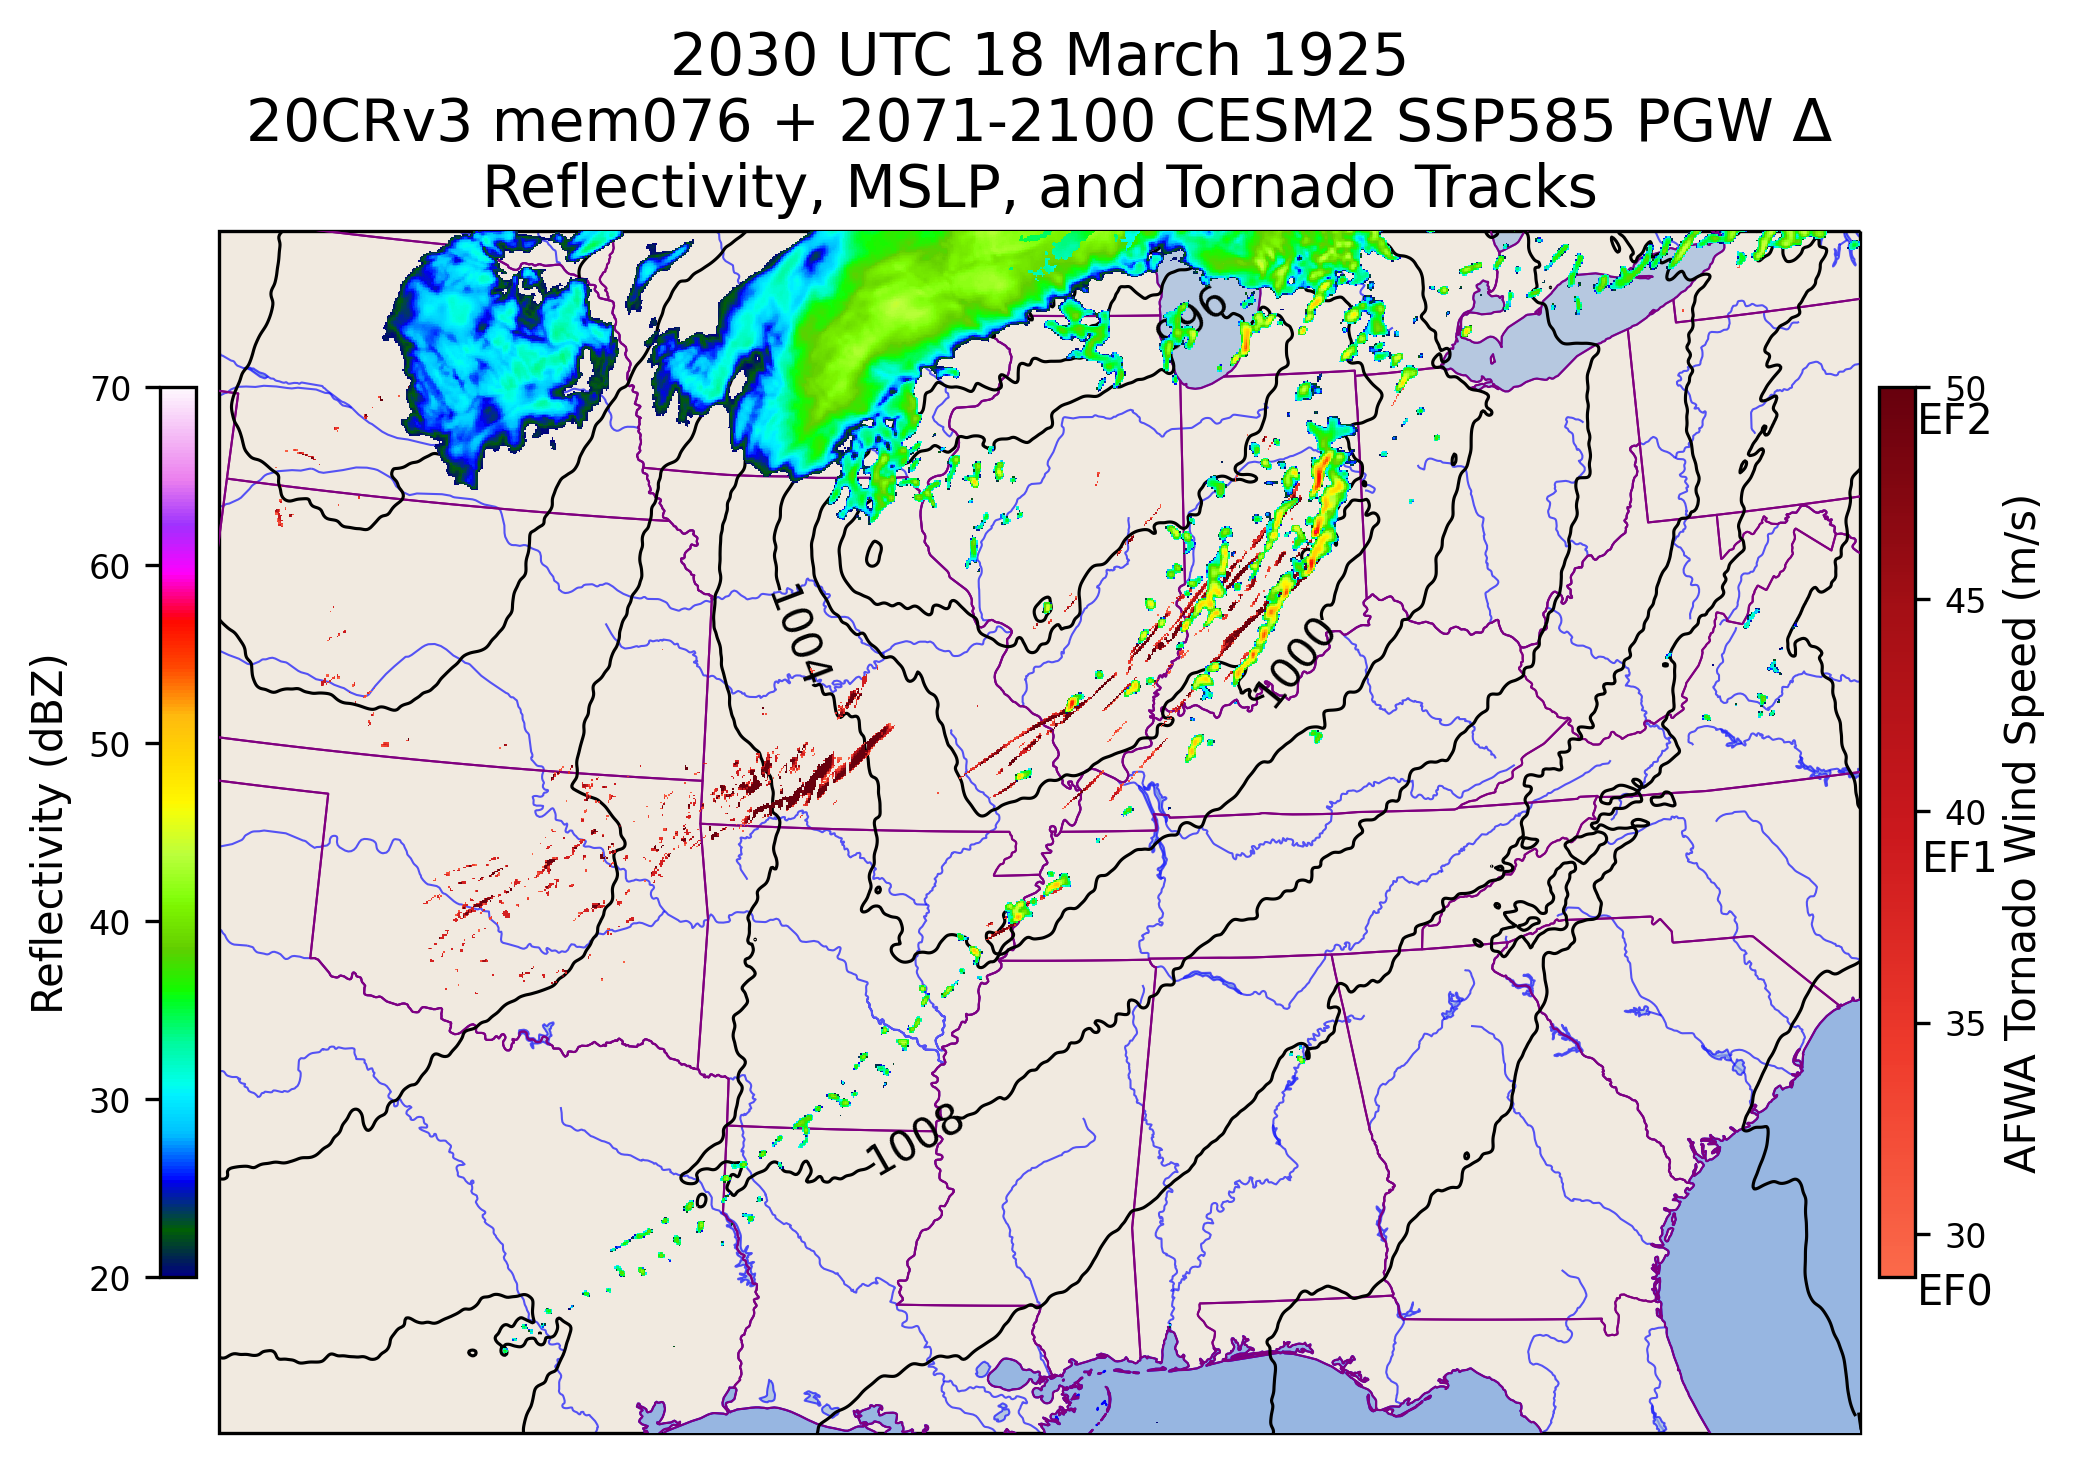 2030 UTC 18 March 1925
20CRv3 mem076 + 2071-2100 CESM2 SSP585 PGW Δ
Reflectivity, MSLP, and Tornado Tracks
Reflectivity (dBZ)
70
60
50
40
30
20
996
1004
1000
1008
50
EF2
45
40
EF1
35
30
EF0
AFWA Tornado Wind Speed (m/s)